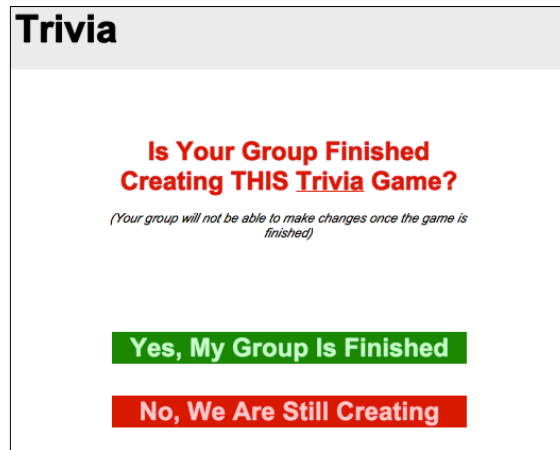 Trivia
Is Your Group Finished
Creating THIS Trivia Game?
(Your group will not be able to make changes once the game is
finished)
Yes, My Group Is Finished
No, We Are Still Creating